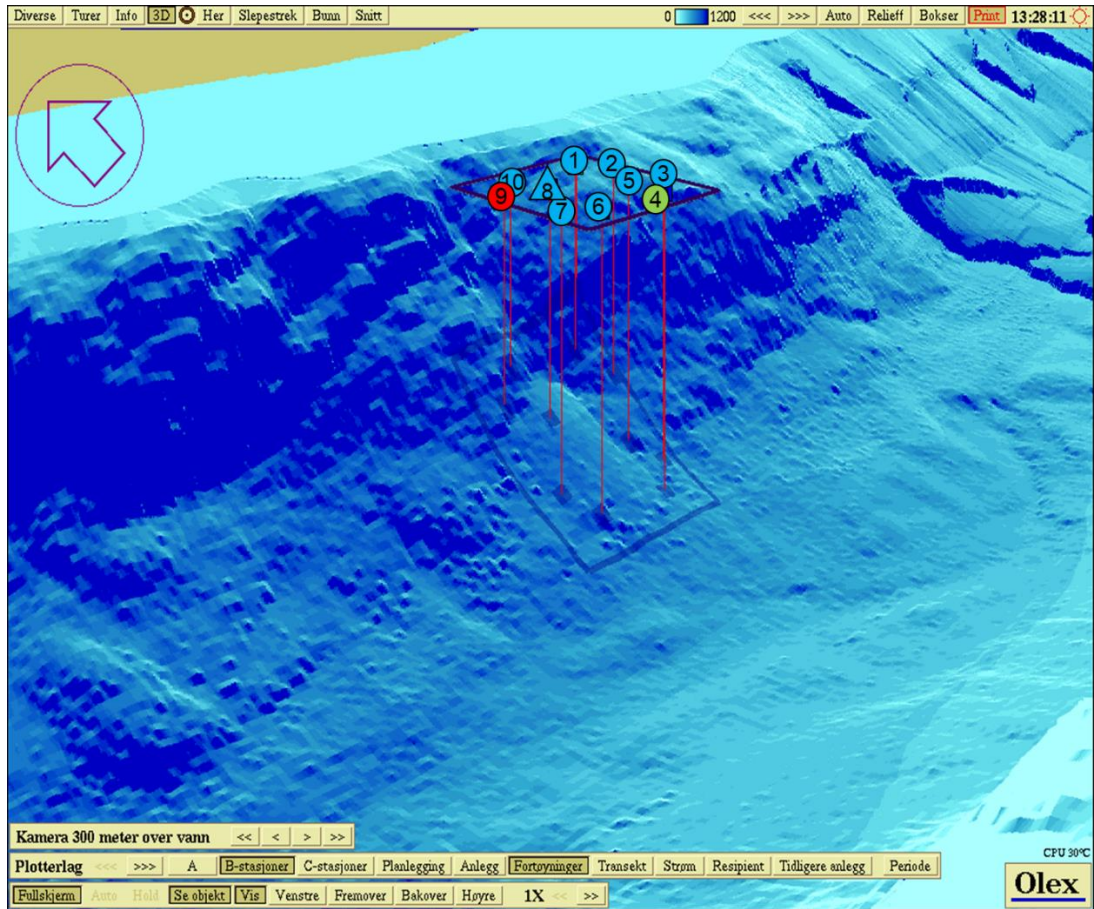 Diverse Turer Info 3D Her Slepestrek Bunn Snitt 0 1200 <<< >>> Auto Relieff Bokser Print 13:28:11
1 2 3
10 8 5
9 7 6 4
Kamera 300 meter over vann << < > >>
CPU 30°C
Plotterlag <<< >>> A B-stasjoner C-stasjoner Planlegging Anlegg Fortøyninger Transekt Strøm Resipient Tidligere anlegg Periode
Fullskjerm Auto Hold Se objekt Vis Venstre Fremover Bakover Høyre 1X << >>
Olex